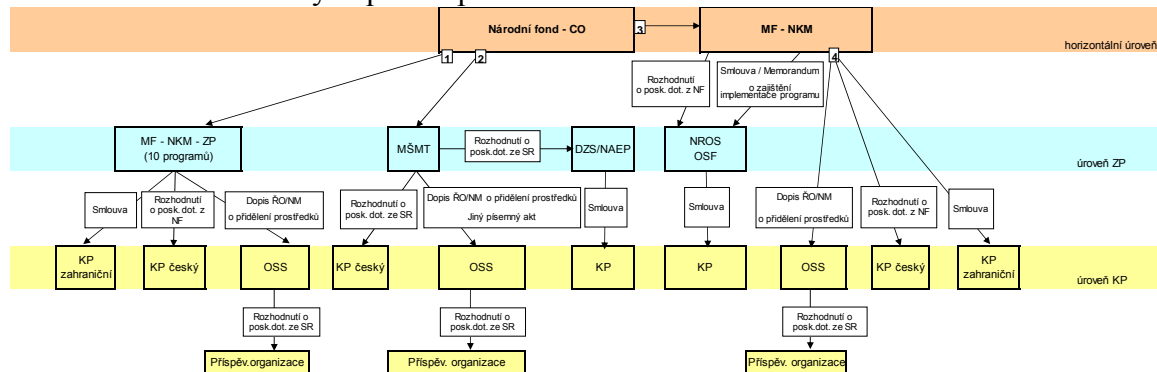 Národní fond - CO
3
MF - NKM
horizontální úroveň
1
2
4
Rozhodnutí
o posk.dot. z NF
Smlouva / Memorandum
o zajištění
implementace programu
MF - NKM - ZP
(10 programů)
MŠMT
Rozhodnutí o
posk.dot. ze SR
DZS/NAEP
NROS
OSF
úroveň ZP
Smlouva
Rozhodnutí
o posk.dot. z
NF
Dopis ŘO/NM
o přidělení prostředků
Rozhodnutí o
posk.dot. ze SR
Dopis ŘO/NM o přidělení prostředků
Jiný písemný akt
Smlouva
Smlouva
Dopis ŘO/NM
o přidělení prostředků
Rozhodnutí o
posk.dot. z NF
Smlouva
KP
zahraniční
KP český
OSS
KP český
OSS
KP
KP
OSS
KP český
KP
zahraniční
úroveň KP
Rozhodnutí o
posk.dot. ze SR
Rozhodnutí o
posk.dot. ze SR
Rozhodnutí o
posk.dot. ze SR
Příspěv.organizace
Příspěv. organizace
Příspěv. organizace